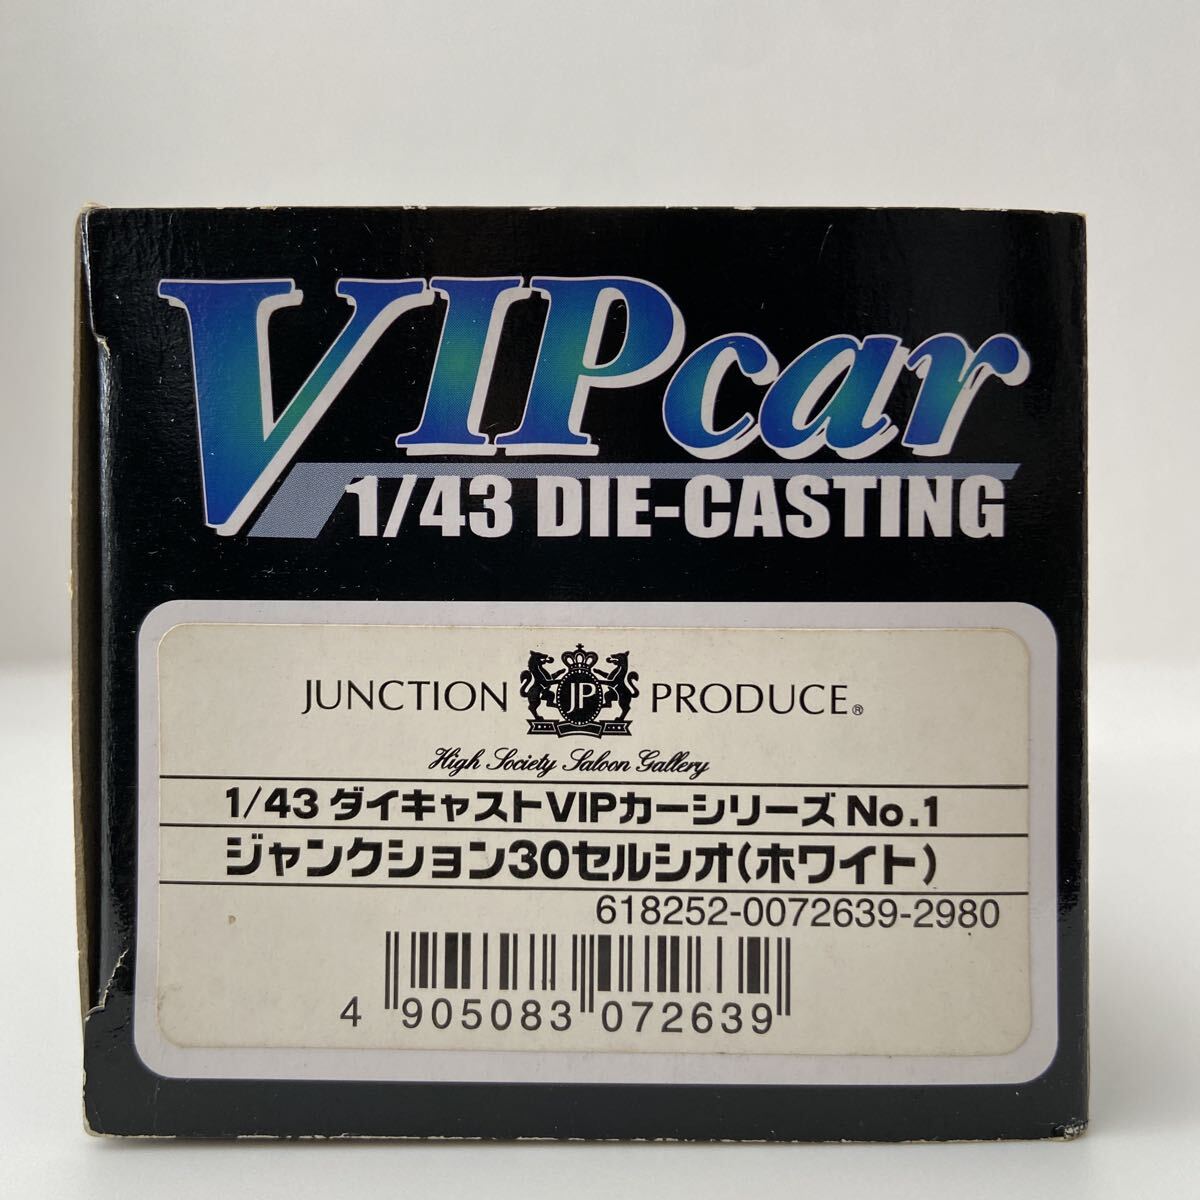 VIPcar
1/43 DIE-CASTING
JUNCTION JP PRODUCE®
High Society Saloon Gallery
1/43 ダイキャストVIPカーシリーズ No.1
ジャンクション30セルシオ(ホワイト)
618252-0072639-2980
4 905083 072639